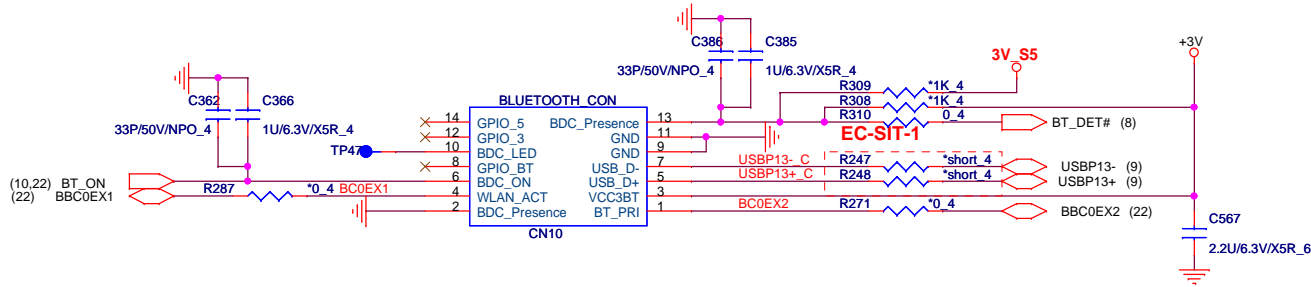 C386
C385
+3V
3V_S5
33P/50V/NPO_4
1U/6.3V/X5R_4
C362
C366
33P/50V/NPO_4
1U/6.3V/X5R_4
R309 *1K_4
R308 *1K_4
R310 0_4
BT_DET# (8)
EC-SIT-1
BLUETOOTH_CON
14 GPIO_5 BDC_Presence 13
12 GPIO_3 GND 11
TP47 10 BDC_LED GND 9
8 GPIO_BT USB_D- 7 USBP13-_C R247 *short_4 USBP13- (9)
(10,22) BT_ON 6 BDC_ON USB_D+ 5 USBP13+_C R248 *short_4 USBP13+ (9)
(22) BBC0EX1 R287 *0_4 BC0EX1 4 WLAN_ACT VCC3BT 3
2 BDC_Presence BT_PRI 1 BC0EX2 R271 *0_4 BBC0EX2 (22)
CN10
C567
2.2U/6.3V/X5R_6